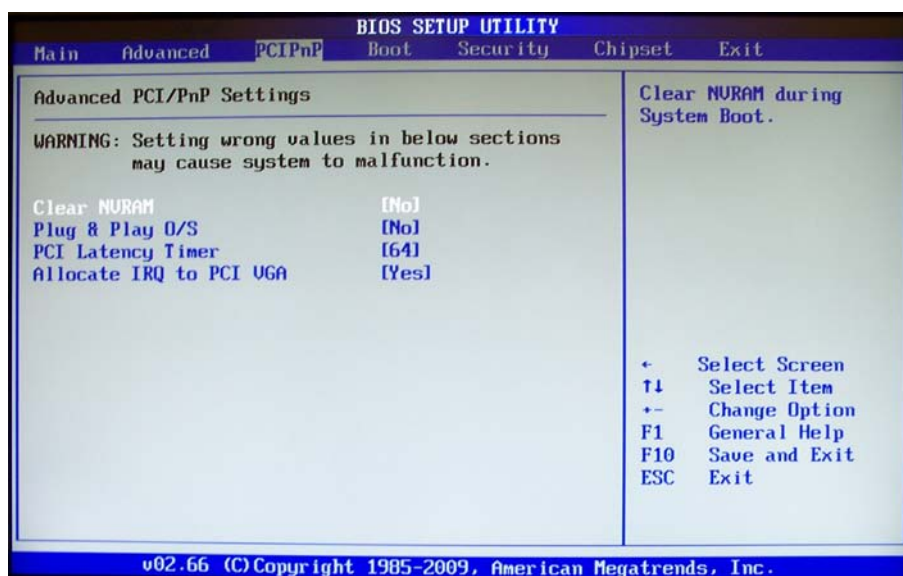 BIOS SETUP UTILITY
Main Advanced PCIPnP Boot Security Chipset Exit
Advanced PCI/PnP Settings
WARNING: Setting wrong values in below sections
may cause system to malfunction.
Clear NVRAM [No]
Plug & Play O/S [No]
PCI Latency Timer [64]
Allocate IRQ to PCI VGA [Yes]
Clear NVRAM during
System Boot.
← Select Screen
↑↓ Select Item
+- Change Option
F1 General Help
F10 Save and Exit
ESC Exit
v02.66 (C)Copyright 1985-2009, American Megatrends, Inc.